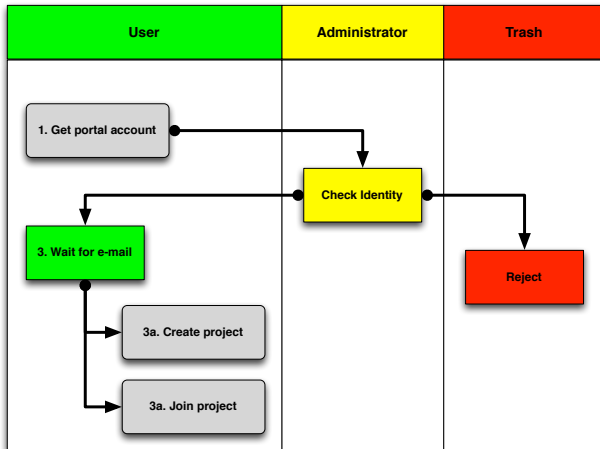 User
Administrator
Trash
1. Get portal account
Check Identity
3. Wait for e-mail
Reject
3a. Create project
3a. Join project